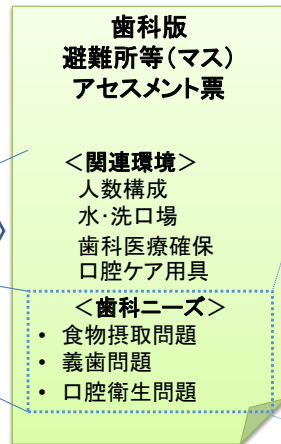 歯科版
避難所等(マス)
アセスメント票
＜関連環境＞
人数構成
水・洗口場
歯科医療確保
口腔ケア用具
＜歯科ニーズ＞
• 食物摂取問題
• 義歯問題
• 口腔衛生問題